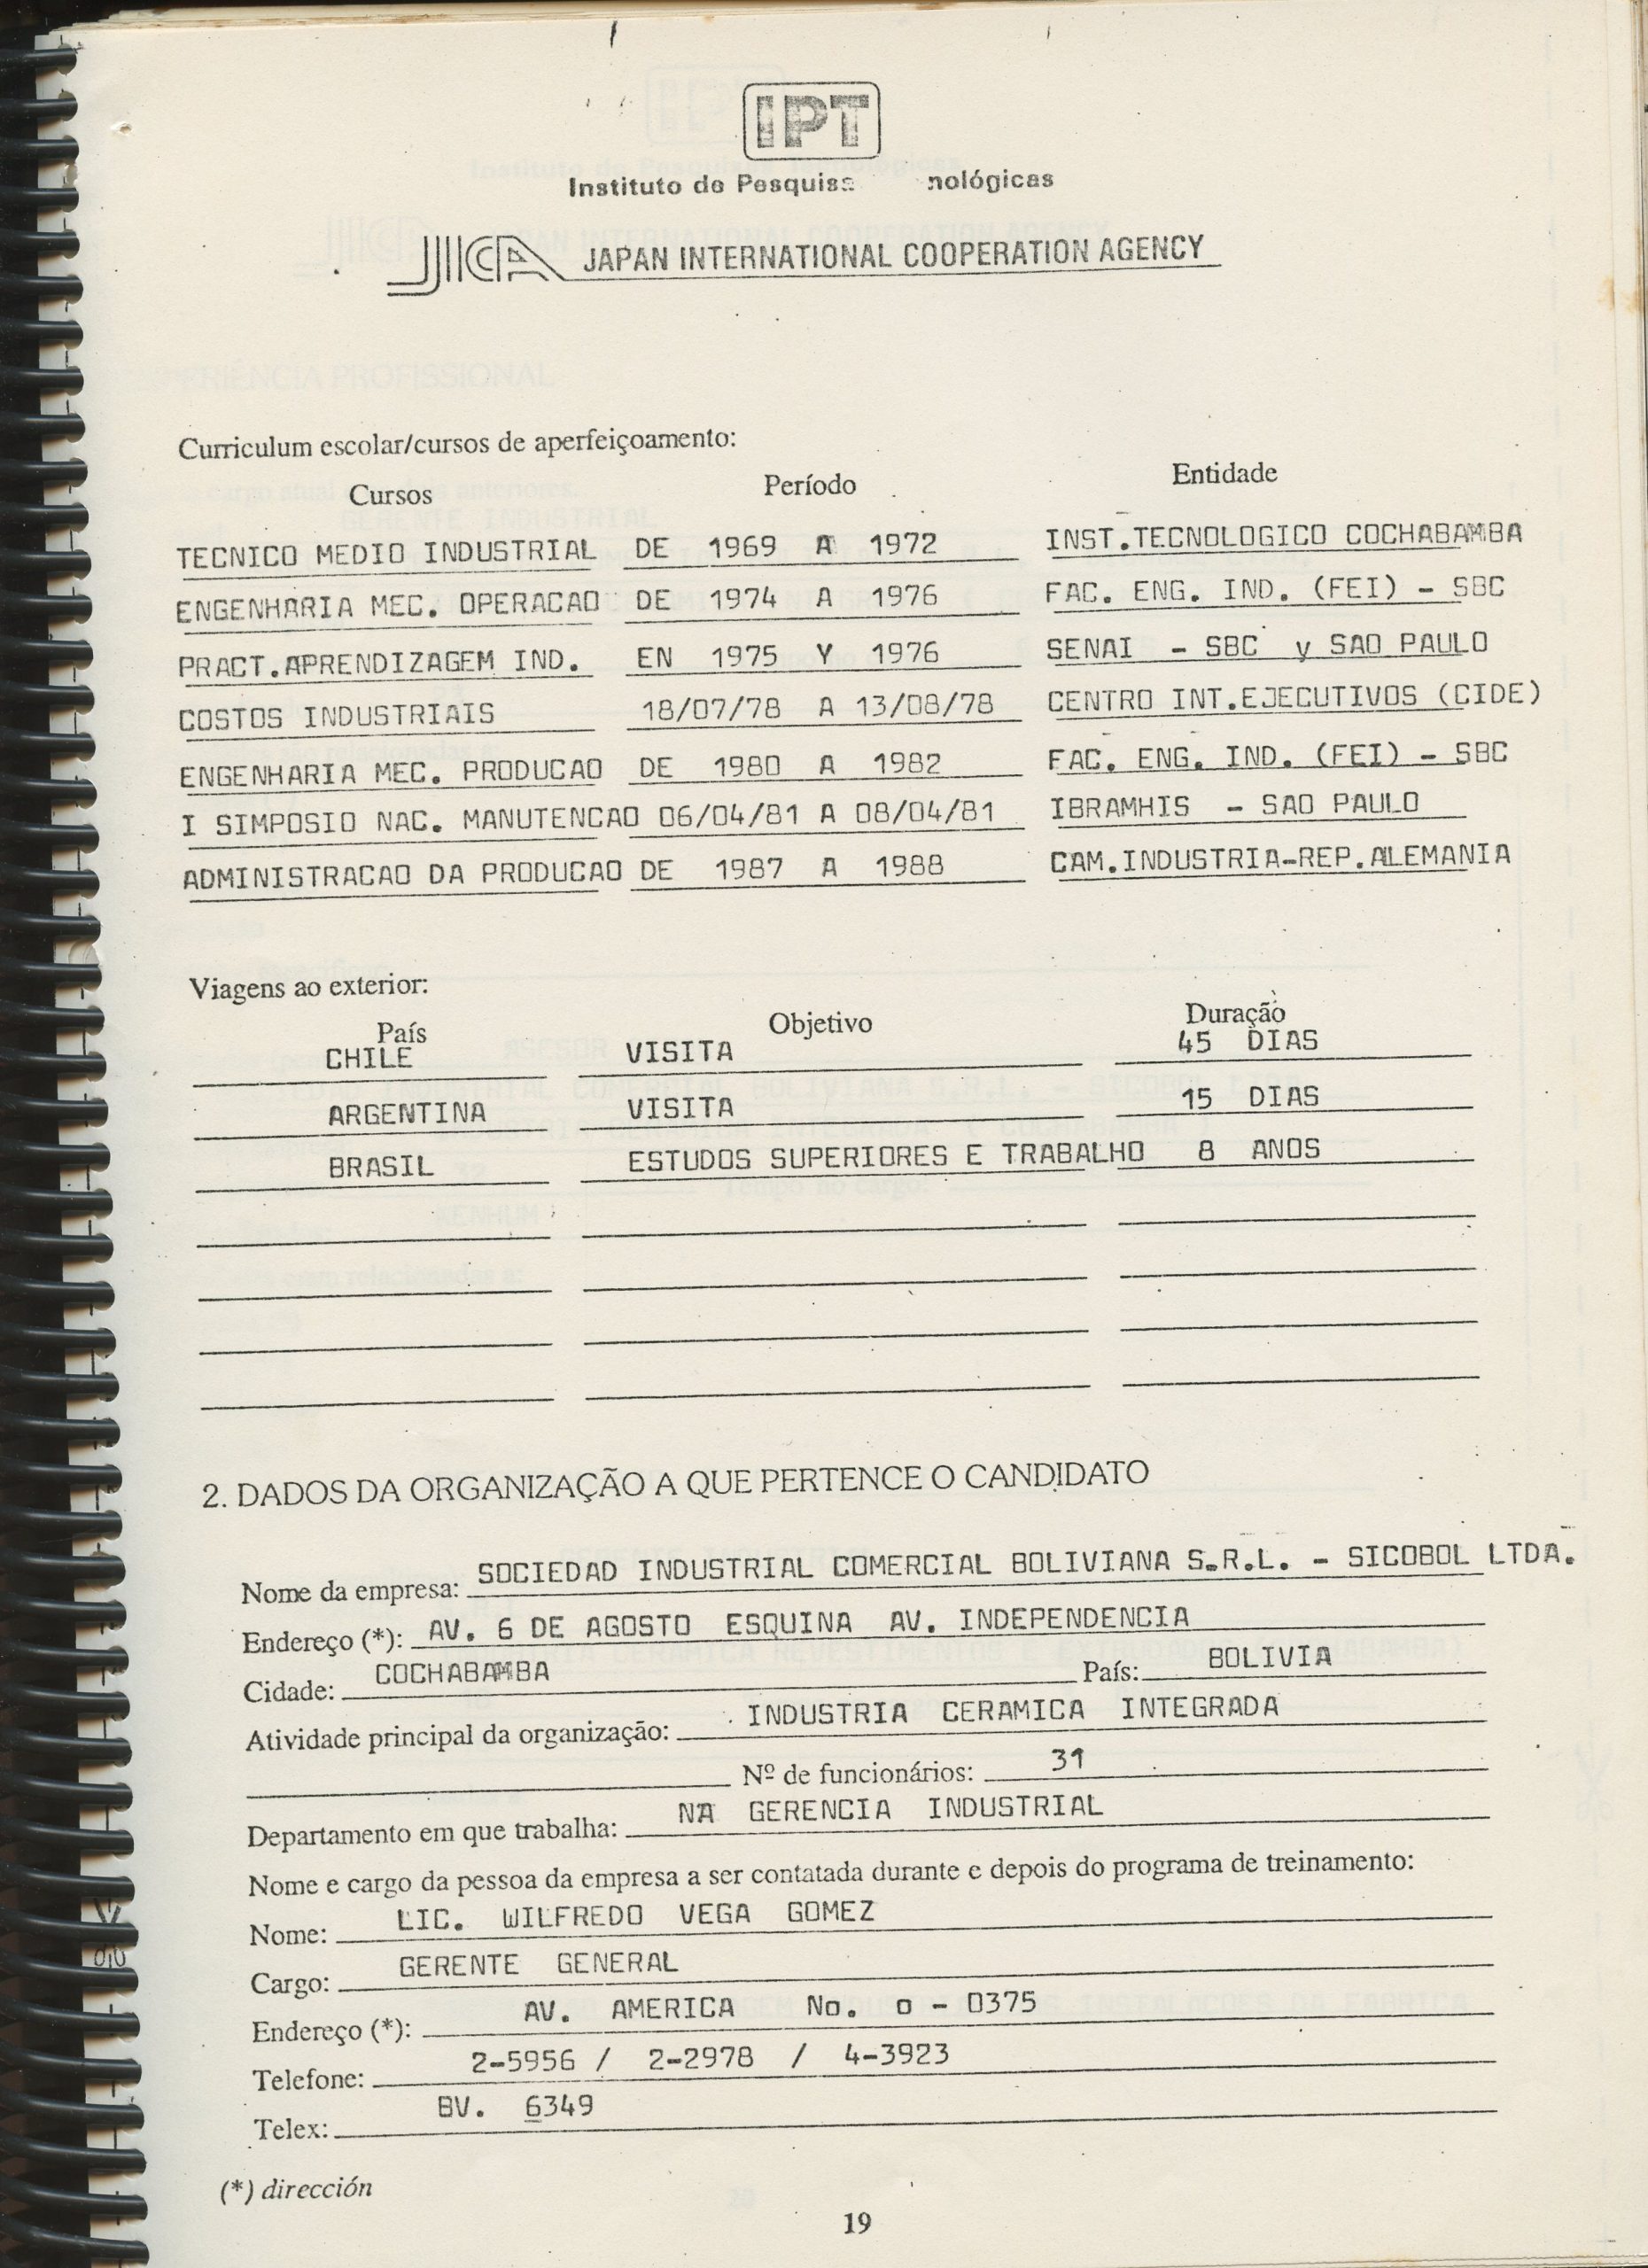 IPT
Instituto de Pesquisas nológicas
JICA JAPAN INTERNATIONAL COOPERATION AGENCY
Curriculum escolar/cursos de aperfeiçoamento:
Cursos Período Entidade
TECNICO MEDIO INDUSTRIAL DE 1969 A 1972 INST.TECNOLOGICO COCHABAMBA
ENGENHARIA MEC. OPERACAO DE 1974 A 1976 FAC. ENG. IND. (FEI) - SBC
PRACT.APRENDIZAGEM IND. EN 1975 Y 1976 SENAI - SBC y SAO PAULO
COSTOS INDUSTRIAIS 18/07/78 A 13/08/78 CENTRO INT.EJECUTIVOS (CIDE)
ENGENHARIA MEC. PRODUCAO DE 1980 A 1982 FAC. ENG. IND. (FEI) - SBC
I SIMPOSIO NAC. MANUTENCAO 06/04/81 A 08/04/81 IBRAMHIS - SAO PAULO
ADMINISTRACAO DA PRODUCAO DE 1987 A 1988 CAM.INDUSTRIA-REP.ALEMANIA
Viagens ao exterior:
País Objetivo Duração
CHILE VISITA 45 DIAS
ARGENTINA VISITA 15 DIAS
BRASIL ESTUDOS SUPERIORES E TRABALHO 8 ANOS
2. DADOS DA ORGANIZAÇÃO A QUE PERTENCE O CANDIDATO
Nome da empresa: SOCIEDAD INDUSTRIAL COMERCIAL BOLIVIANA S.R.L. - SICOBOL LTDA.
Endereço (*): AV. 6 DE AGOSTO ESQUINA AV. INDEPENDENCIA
Cidade: COCHABAMBA País: BOLIVIA
Atividade principal da organização: INDUSTRIA CERAMICA INTEGRADA
Nº de funcionários: 31
Departamento em que trabalha: NA GERENCIA INDUSTRIAL
Nome e cargo da pessoa da empresa a ser contatada durante e depois do programa de treinamento:
Nome: LIC. WILFREDO VEGA GOMEZ
Cargo: GERENTE GENERAL
Endereço (*): AV. AMERICA No. o - 0375
Telefone: 2-5956 / 2-2978 / 4-3923
Telex: BV. 6349
(*) dirección
19